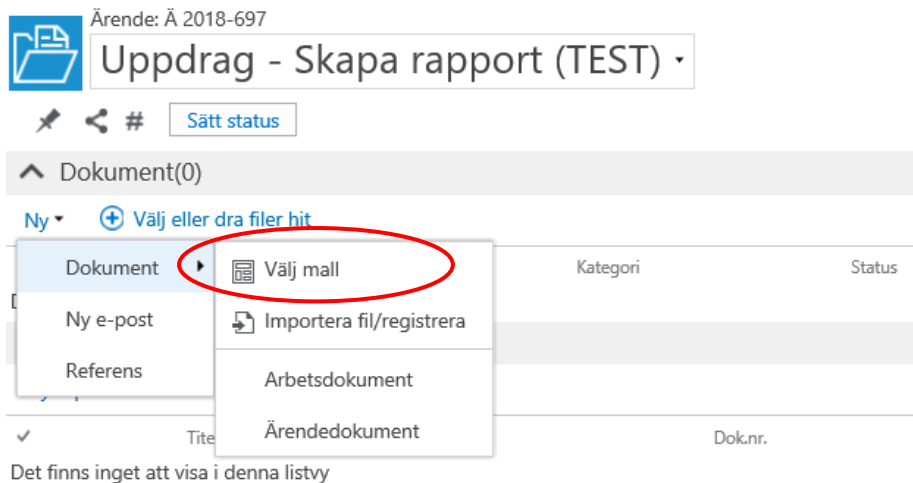 Ärende: Ä 2018-697
Uppdrag - Skapa rapport (TEST)
# Sätt status
Dokument(0)
Ny Välj eller dra filer hit
Dokument Välj mall Kategori Status
Ny e-post Importera fil/registrera
Referens Arbetsdokument
Ärendedokument
Tite Dok.nr.
Det finns inget att visa i denna listvy